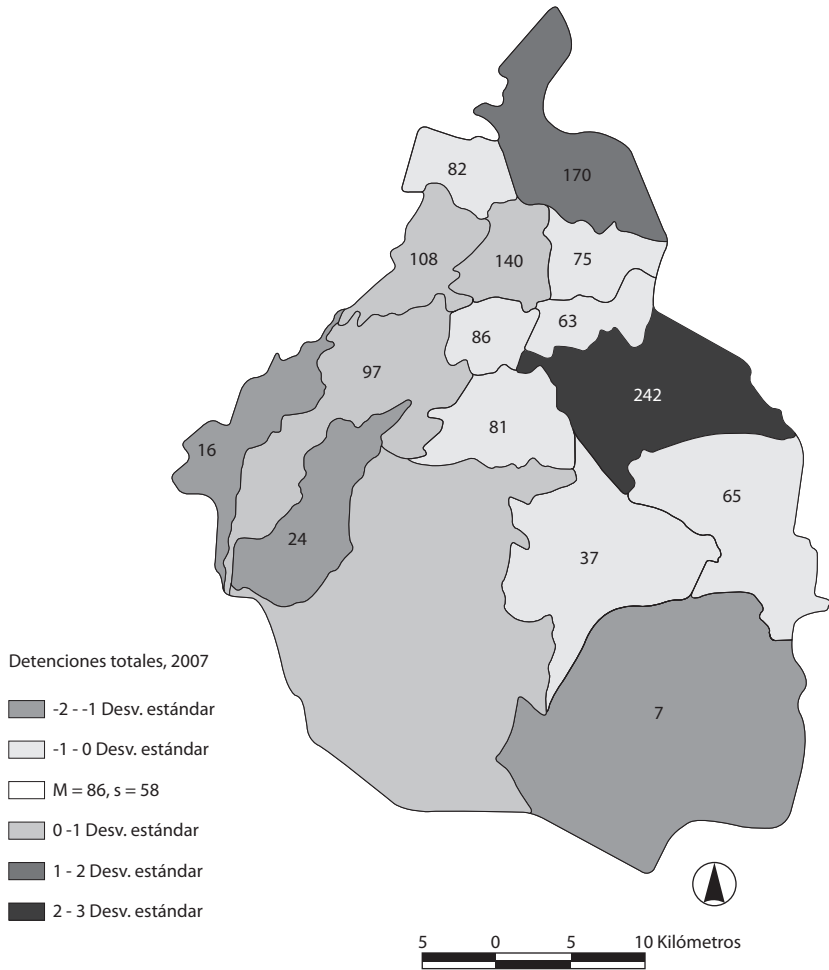 82
170
108
140
75
63
86
97
242
81
16
65
24
37
7
Detenciones totales, 2007
-2 - -1 Desv. estándar
-1 - 0 Desv. estándar
M = 86, s = 58
0 -1 Desv. estándar
1 - 2 Desv. estándar
2 - 3 Desv. estándar
5 0 5 10 Kilómetros